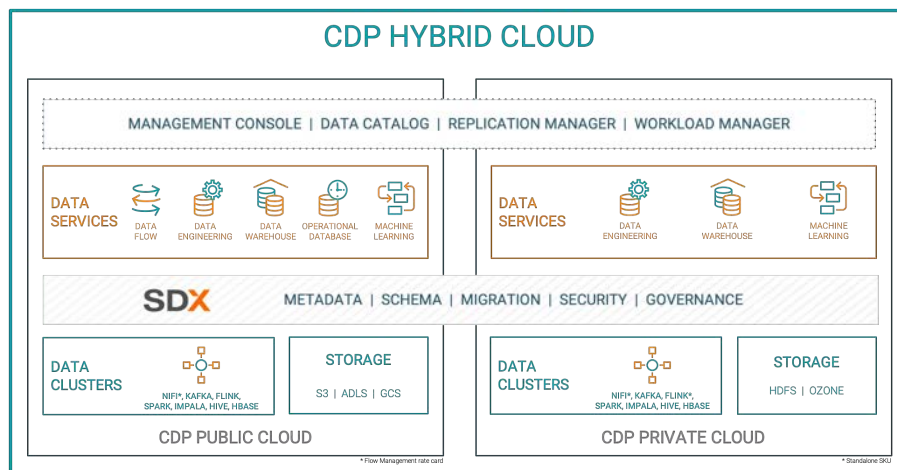 CDP HYBRID CLOUD
MANAGEMENT CONSOLE | DATA CATALOG | REPLICATION MANAGER | WORKLOAD MANAGER
DATA
SERVICES
DATA
FLOW
DATA
ENGINEERING
DATA
WAREHOUSE
OPERATIONAL
DATABASE
MACHINE
LEARNING
DATA
SERVICES
DATA
ENGINEERING
DATA
WAREHOUSE
MACHINE
LEARNING
SDX
METADATA | SCHEMA | MIGRATION | SECURITY | GOVERNANCE
DATA
CLUSTERS
NIFI*, KAFKA, FLINK,
SPARK, IMPALA, HIVE, HBASE
STORAGE
S3 | ADLS | GCS
CDP PUBLIC CLOUD
* Flow Management rate card
DATA
CLUSTERS
NIFI*, KAFKA, FLINK*,
SPARK, IMPALA, HIVE, HBASE
STORAGE
HDFS | OZONE
CDP PRIVATE CLOUD
* Standalone SKU